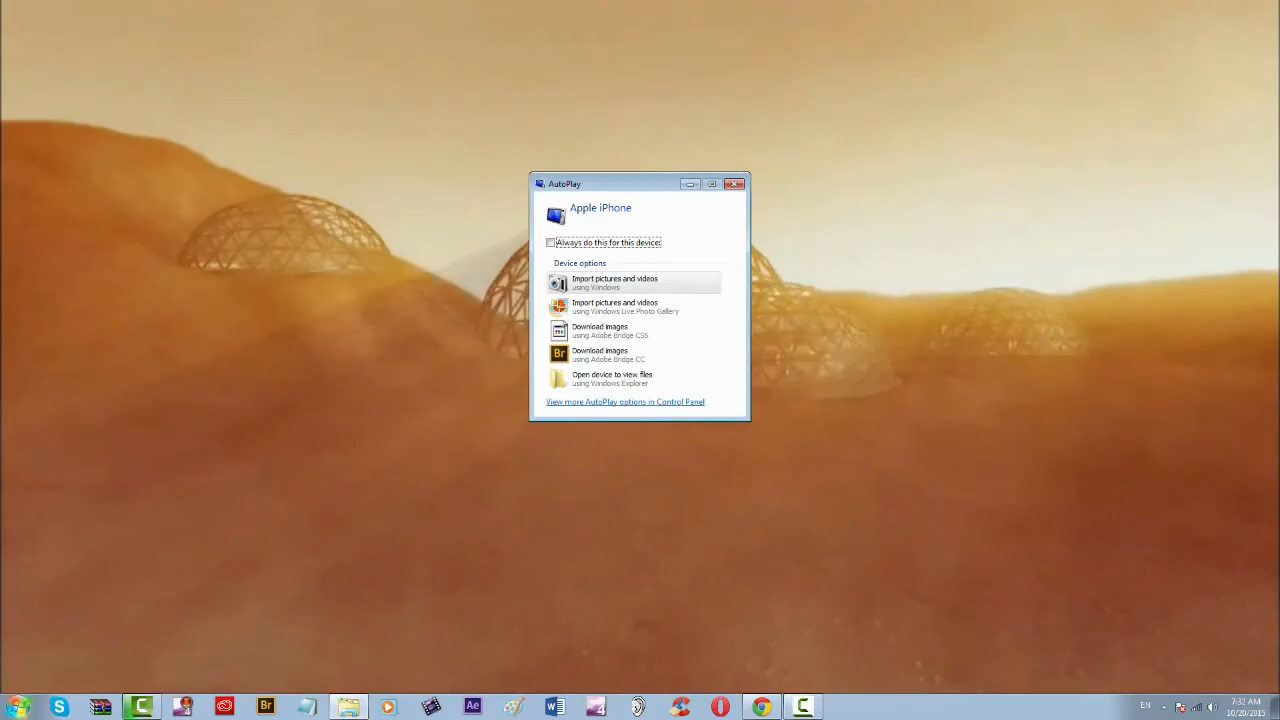 AutoPlay
Apple iPhone
Always do this for this device:
Device options
Import pictures and videos
using Windows
Import pictures and videos
using Windows Live Photo Gallery
Download images
using Adobe Bridge CS6
Download images
using Adobe Bridge CC
Open device to view files
using Windows Explorer
View more AutoPlay options in Control Panel
S
C
Br
Ae
W
C
EN
7:32 AM
10/20/2015